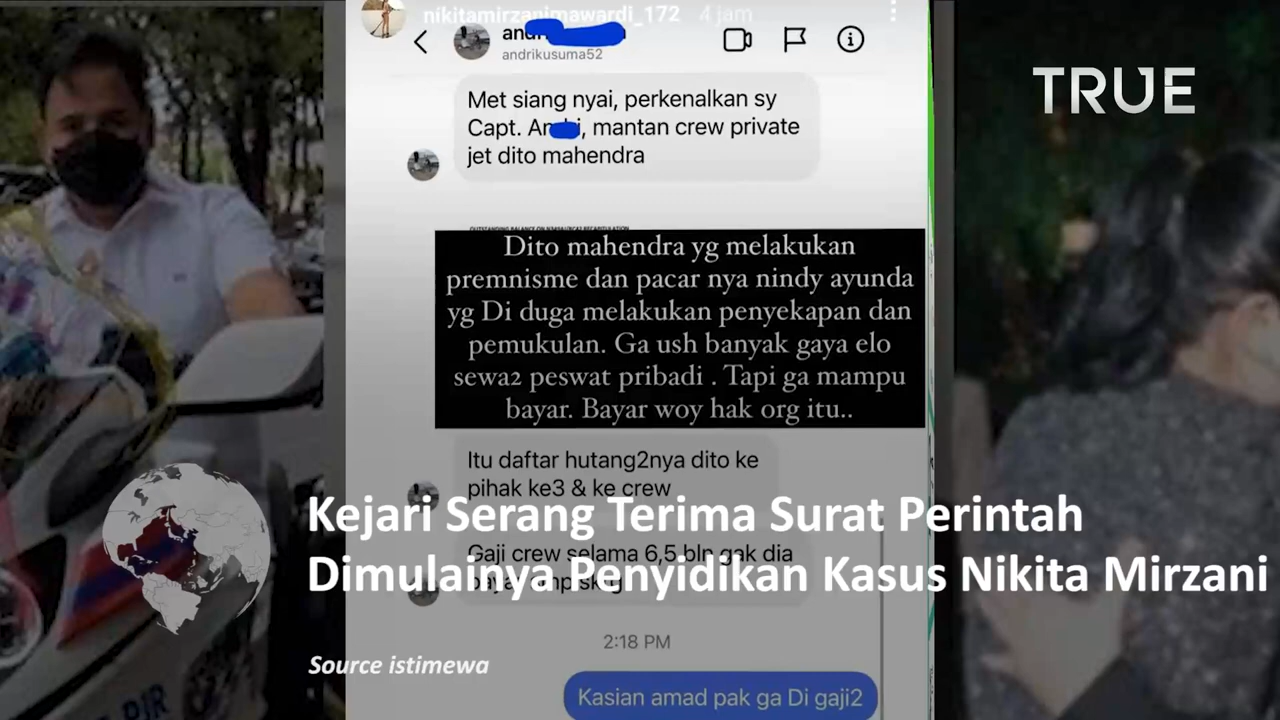 nikitamirzanimawardi_172 4 jam
andrikusuma52
TRUE
Met siang nyai, perkenalkan sy
Capt. , mantan crew private
jet dito mahendra
Dito mahendra yg melakukan
premnisme dan pacar nya nindy ayunda
yg Di duga melakukan penyekapan dan
pemukulan. Ga ush banyak gaya elo
sewa2 peswat pribadi . Tapi ga mampu
bayar. Bayar woy hak org itu..
Itu daftar hutang2nya dito ke
pihak ke3 & ke crew
Kejari Serang Terima Surat Perintah
Gaji crew selama 6,5 bln gak dia
Dimulainya Penyidikan Kasus Nikita Mirzani
2:18 PM
Source istimewa
Kasian amad pak ga Di gaji2